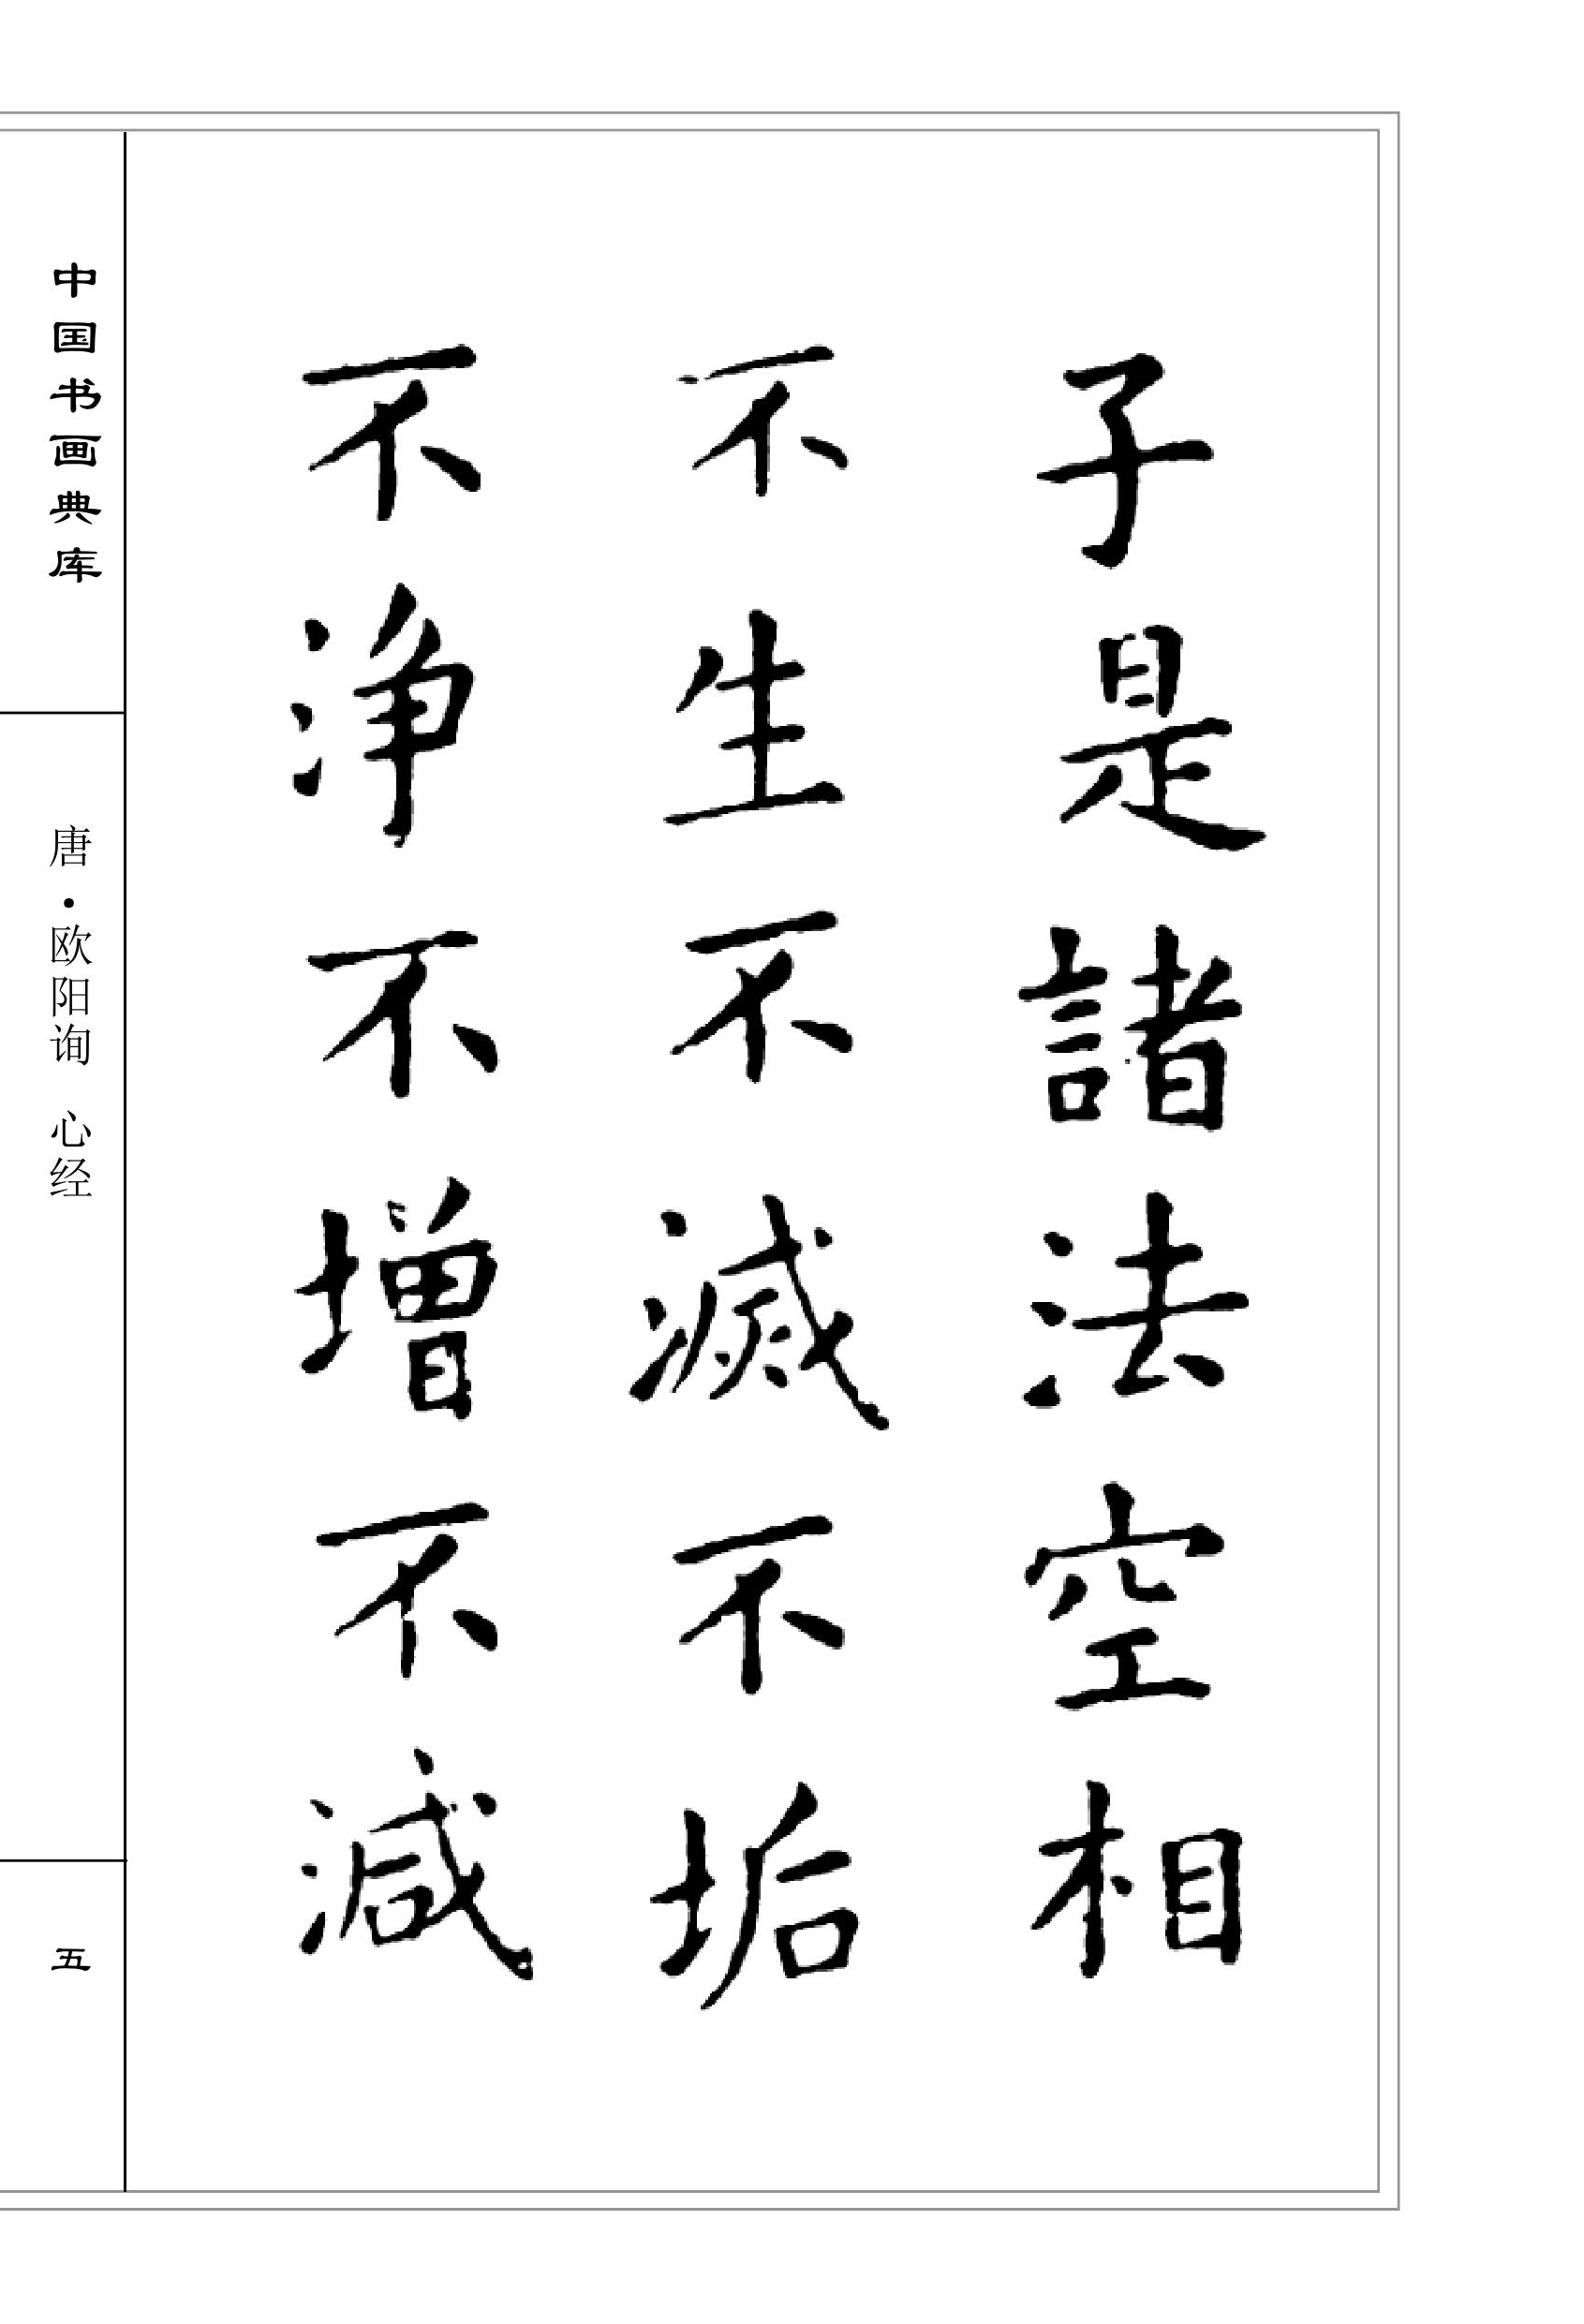 子是諸法空相
不生不滅不垢
不淨不增不減
中国书画典库
唐·欧阳询 心经
五